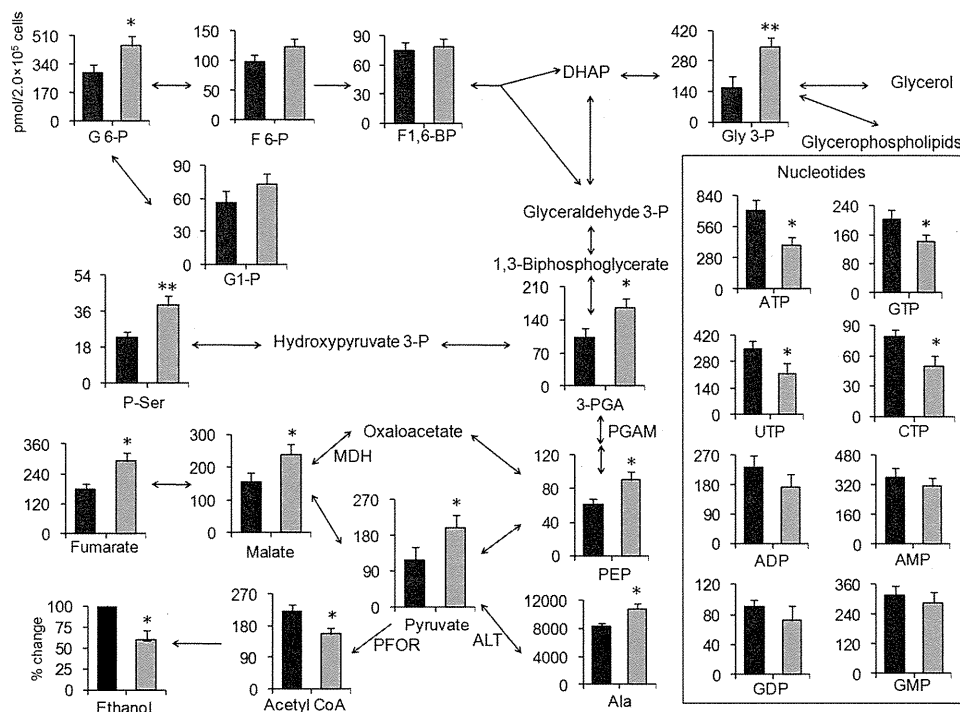 pmol/2.0×10⁵ cells
510
340
170
0
*
G 6-P
150
100
50
0
F 6-P
90
60
30
0
F1,6-BP
DHAP
420
280
140
0
**
Gly 3-P
Glycerol
Glycerophospholipids
90
60
30
0
G1-P
Glyceraldehyde 3-P
1,3-Biphosphoglycerate
54
36
18
0
**
P-Ser
Hydroxypyruvate 3-P
210
140
70
0
*
3-PGA
PGAM
360
240
120
0
*
Fumarate
300
200
100
0
*
Malate
Oxaloacetate
MDH
270
180
90
0
*
Pyruvate
120
80
40
0
*
PEP
% change
100
75
50
25
0
*
Ethanol
270
180
90
0
*
Acetyl CoA
PFOR
ALT
12000
8000
4000
0
*
Ala
Nucleotides
840
560
280
0
*
ATP
240
160
80
0
*
GTP
420
280
140
0
*
UTP
90
60
30
0
*
CTP
270
180
90
0
ADP
480
320
160
0
AMP
120
80
40
0
GDP
360
240
120
0
GMP